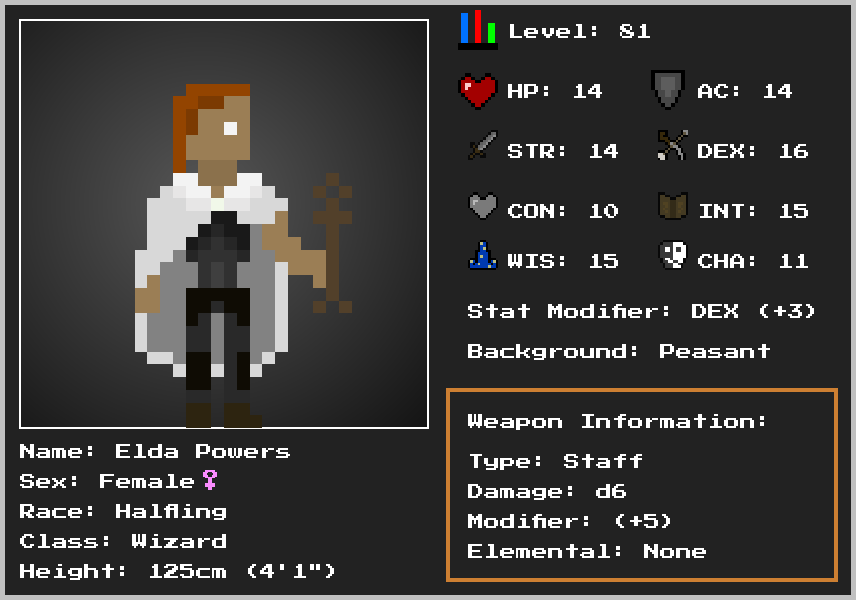 Level: 81
HP: 14 AC: 14
STR: 14 DEX: 16
CON: 10 INT: 15
WIS: 15 CHA: 11
Stat Modifier: DEX (+3)
Background: Peasant
Weapon Information:
Type: Staff
Damage: d6
Modifier: (+5)
Elemental: None
Name: Elda Powers
Sex: Female♀
Race: Halfling
Class: Wizard
Height: 125cm (4'1")